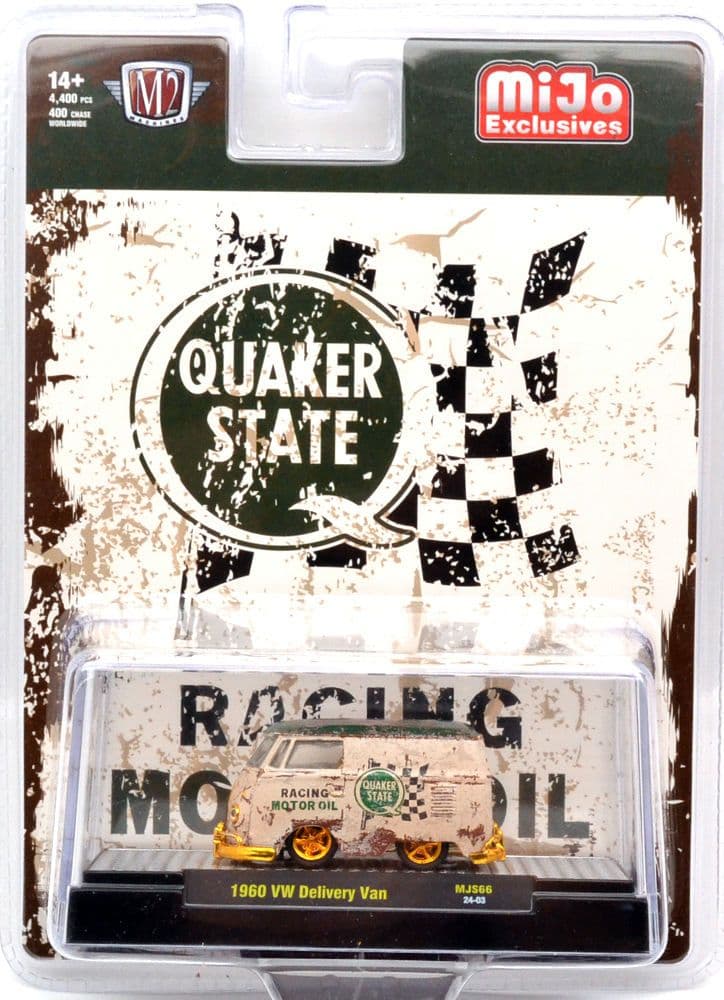 14+
4,400 PCS
400 CHASE
WORLDWIDE
M2
MACHINES
MiJo
Exclusives
QUAKER
STATE
RACING
MOTOR OIL
RACING
MOTOR OIL
QUAKER
STATE
1960 VW Delivery Van
MJS66
24-03